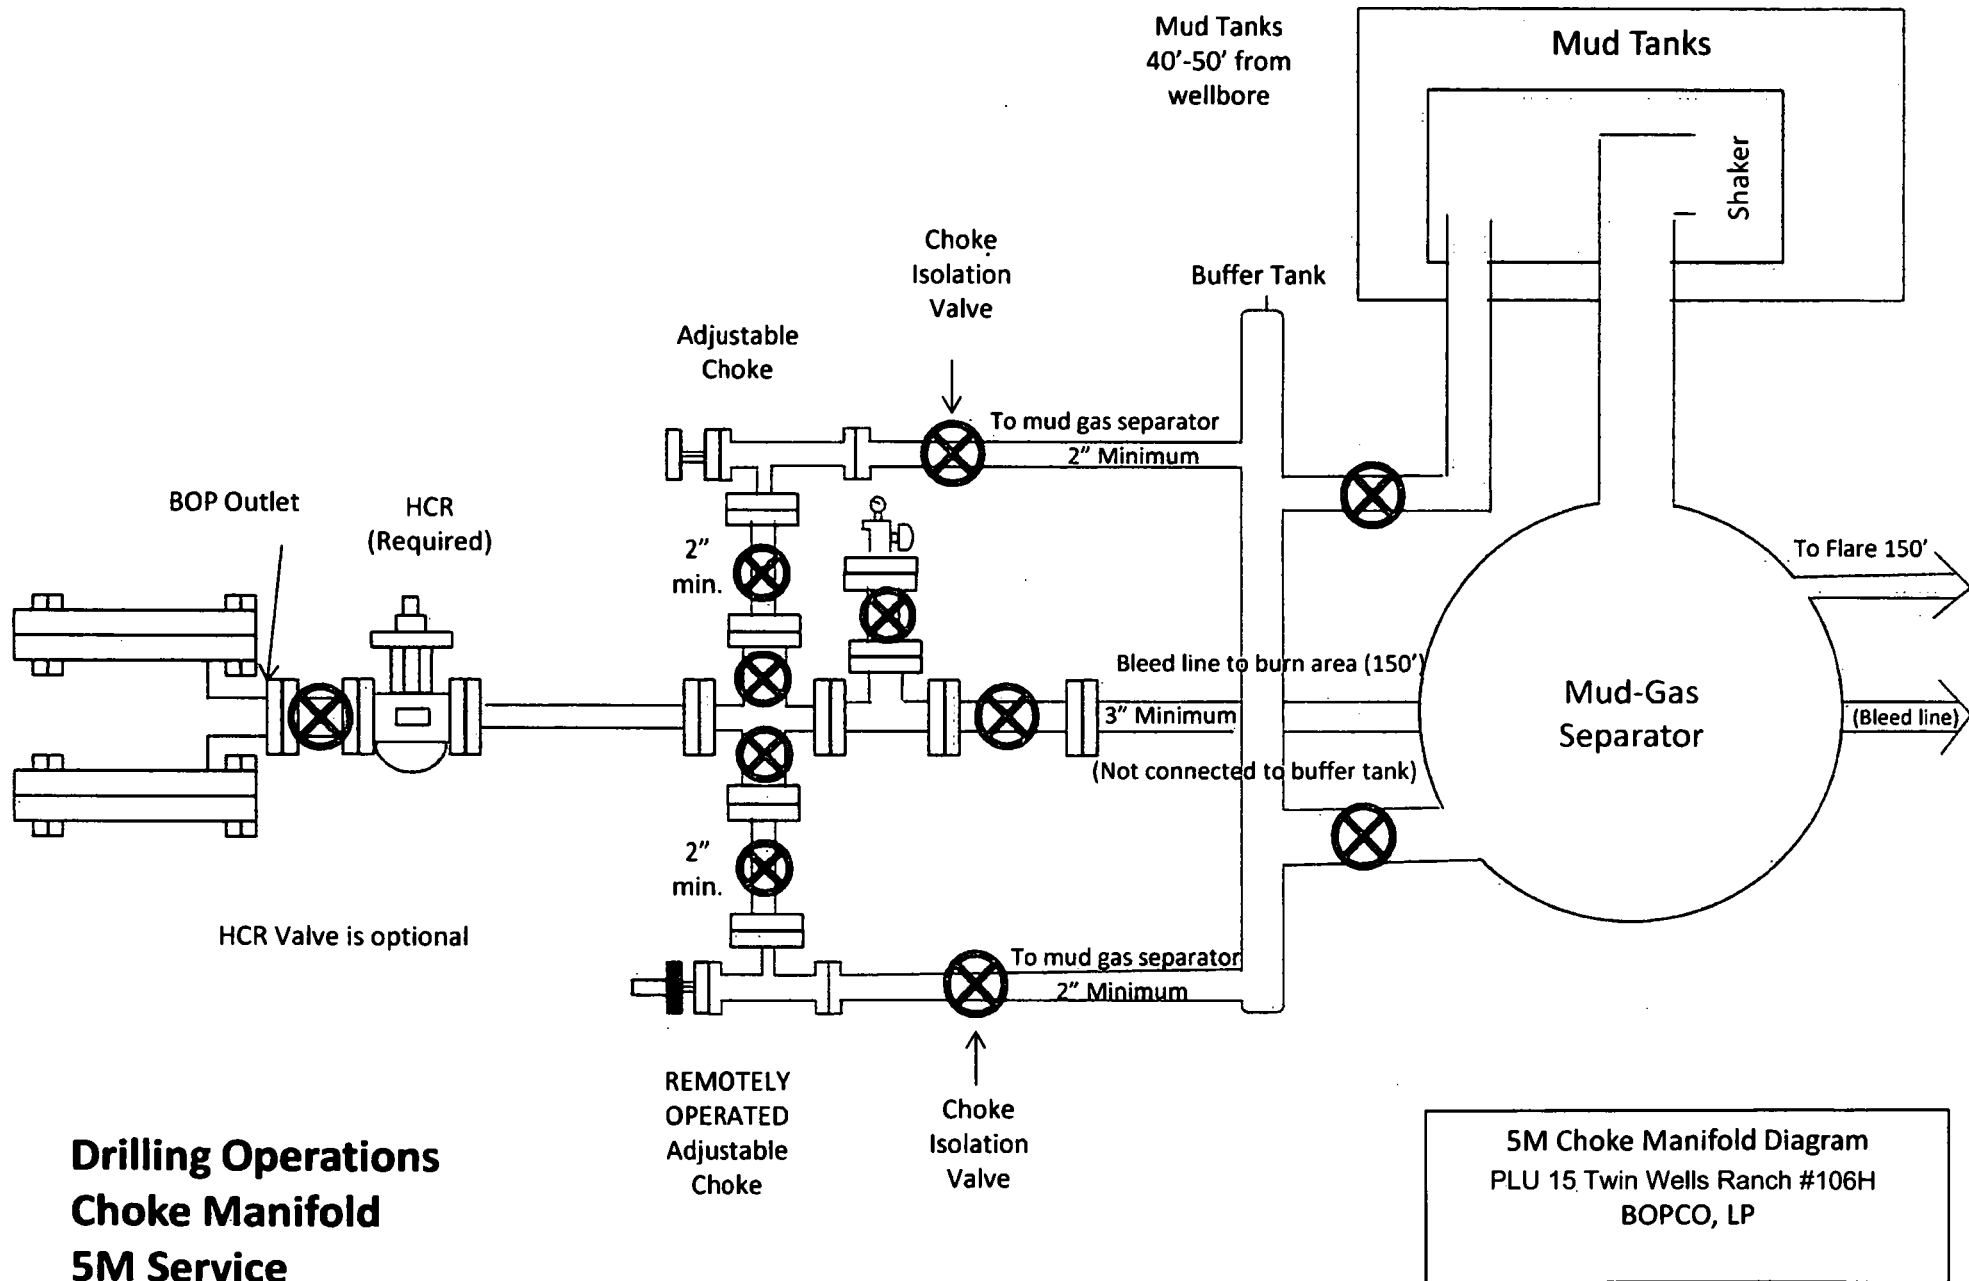 Mud Tanks
40'-50' from
wellbore
Mud Tanks
Shaker
Choke
Isolation
Valve
Buffer Tank
Adjustable
Choke
To mud gas separator
2" Minimum
BOP Outlet
HCR
(Required)
2"
min.
To Flare 150'
Bleed line to burn area (150')
3" Minimum
(Not connected to buffer tank)
Mud-Gas
Separator
(Bleed line)
2"
min.
HCR Valve is optional
To mud gas separator
2" Minimum
REMOTELY
OPERATED
Adjustable
Choke
Choke
Isolation
Valve
Drilling Operations
Choke Manifold
5M Service
5M Choke Manifold Diagram
PLU 15 Twin Wells Ranch #106H
BOPCO, LP